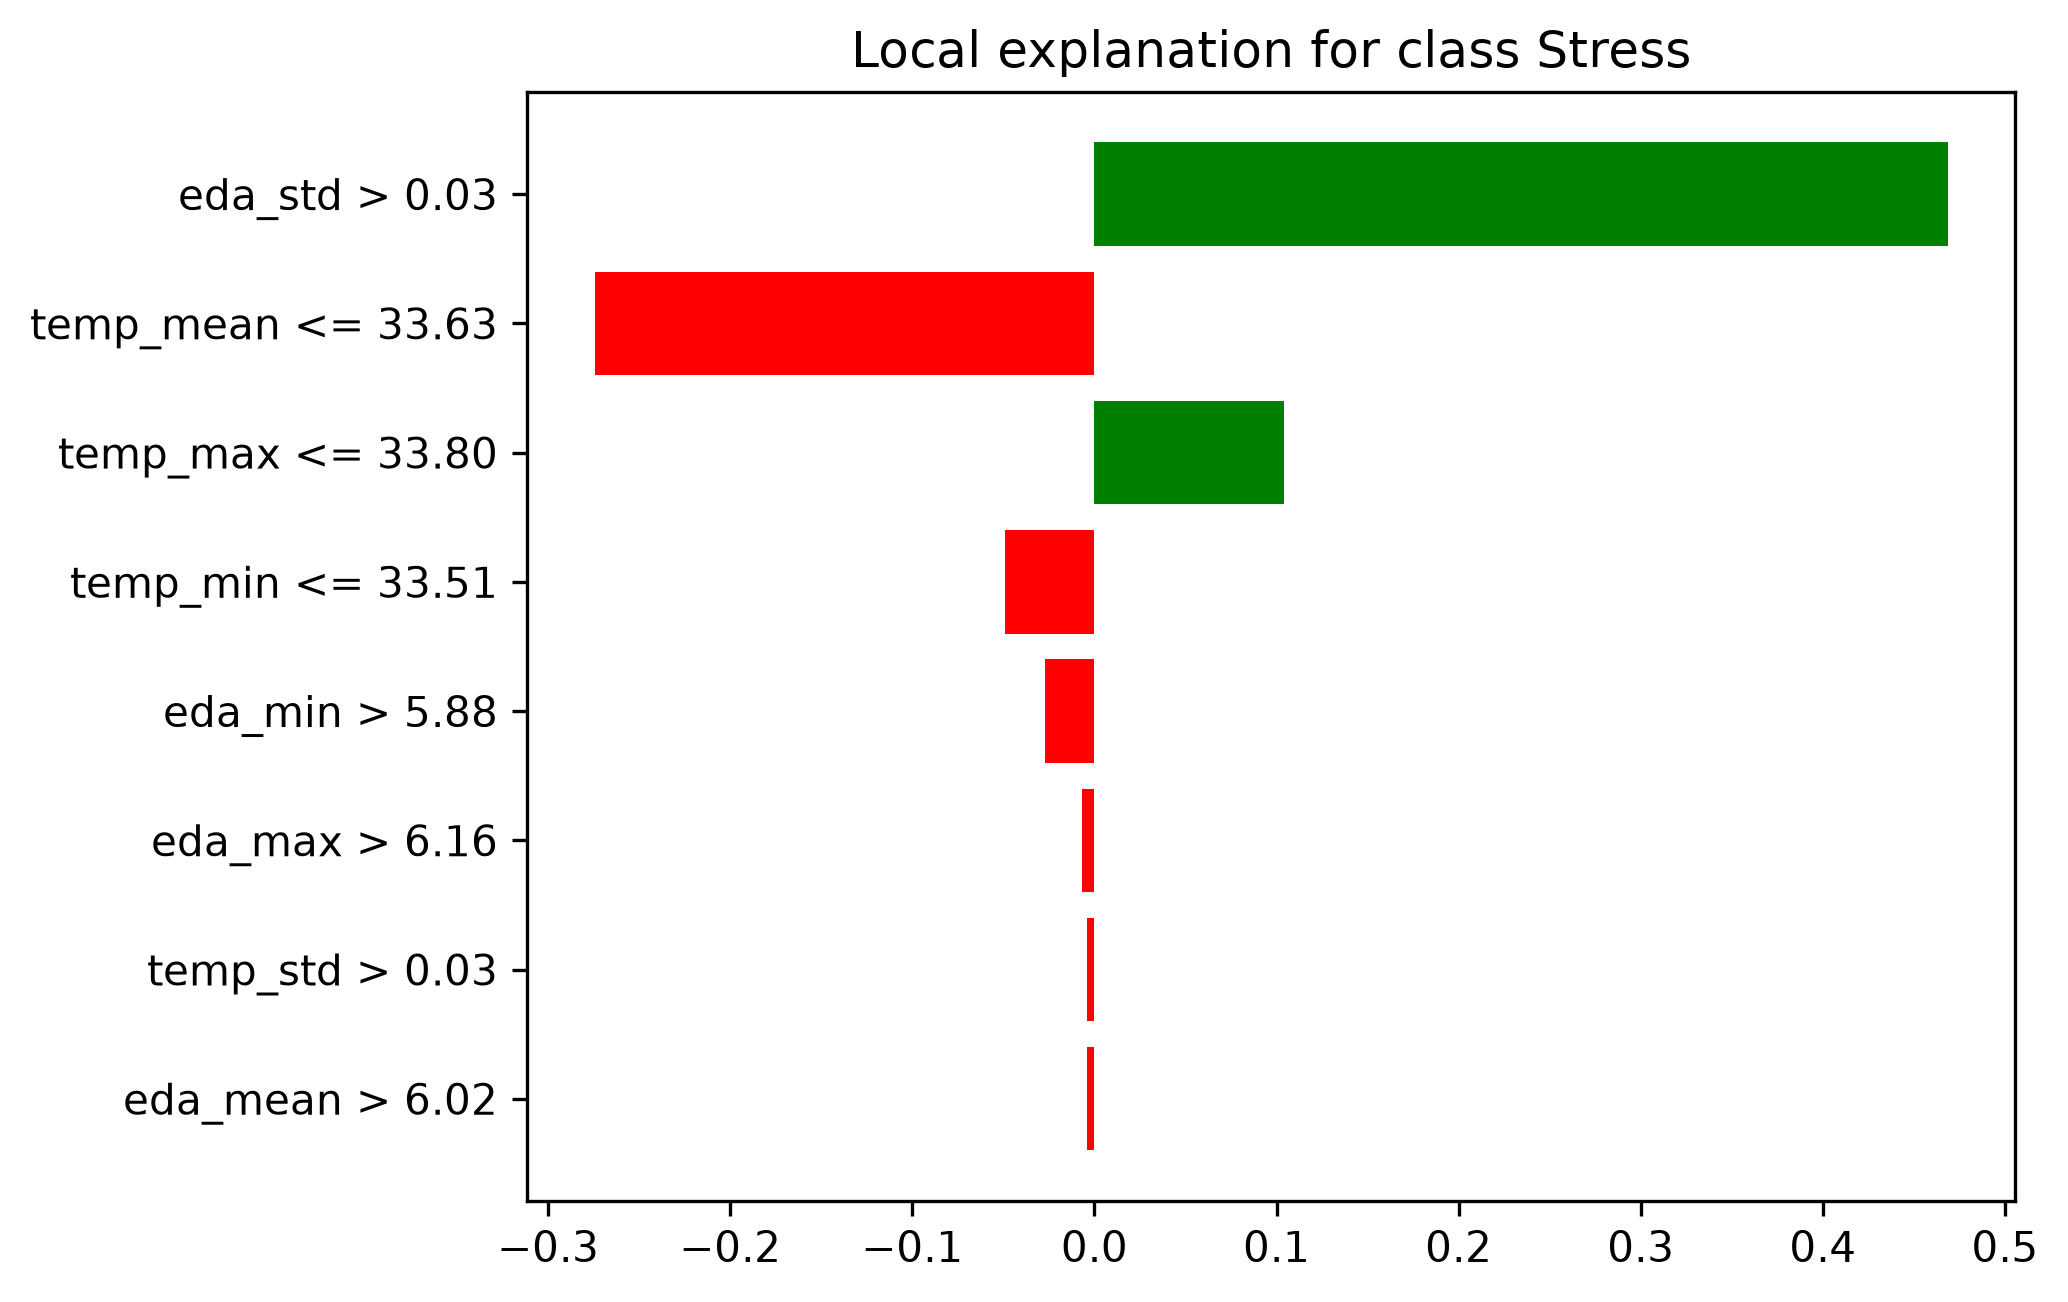 Local explanation for class Stress
eda_std > 0.03
temp_mean <= 33.63
temp_max <= 33.80
temp_min <= 33.51
eda_min > 5.88
eda_max > 6.16
temp_std > 0.03
eda_mean > 6.02
−0.3 −0.2 −0.1 0.0 0.1 0.2 0.3 0.4 0.5